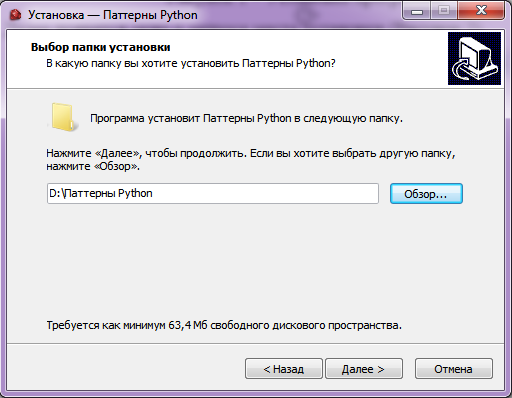 Установка — Паттерны Python
Выбор папки установки
В какую папку вы хотите установить Паттерны Python?
Программа установит Паттерны Python в следующую папку.
Нажмите «Далее», чтобы продолжить. Если вы хотите выбрать другую папку,
нажмите «Обзор».
D:\Паттерны Python
Обзор...
Требуется как минимум 63,4 Мб свободного дискового пространства.
< Назад
Далее >
Отмена